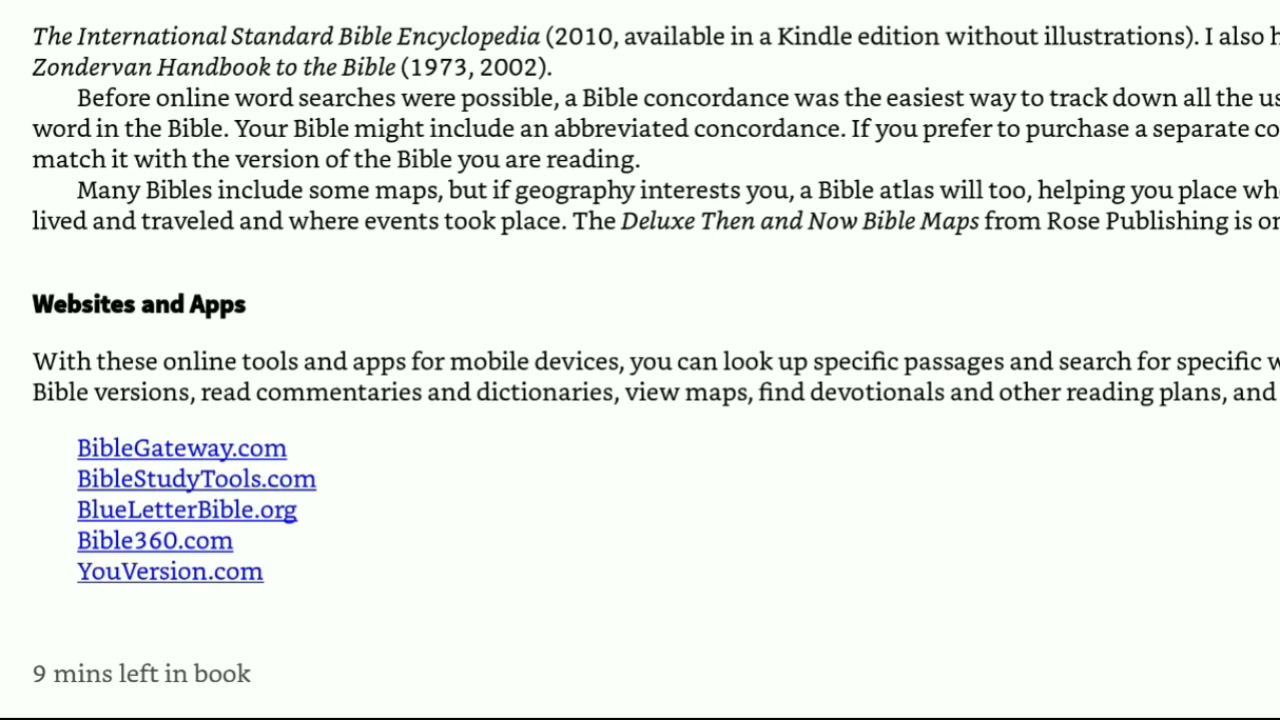 The International Standard Bible Encyclopedia (2010, available in a Kindle edition without illustrations). I also
Zondervan Handbook to the Bible (1973, 2002).
Before online word searches were possible, a Bible concordance was the easiest way to track down all the
word in the Bible. Your Bible might include an abbreviated concordance. If you prefer to purchase a separate
match it with the version of the Bible you are reading.
Many Bibles include some maps, but if geography interests you, a Bible atlas will too, helping you place
lived and traveled and where events took place. The Deluxe Then and Now Bible Maps from Rose Publishing is
Websites and Apps
With these online tools and apps for mobile devices, you can look up specific passages and search for specific
Bible versions, read commentaries and dictionaries, view maps, find devotionals and other reading plans, and
BibleGateway.com
BibleStudyTools.com
BlueLetterBible.org
Bible360.com
YouVersion.com
9 mins left in book